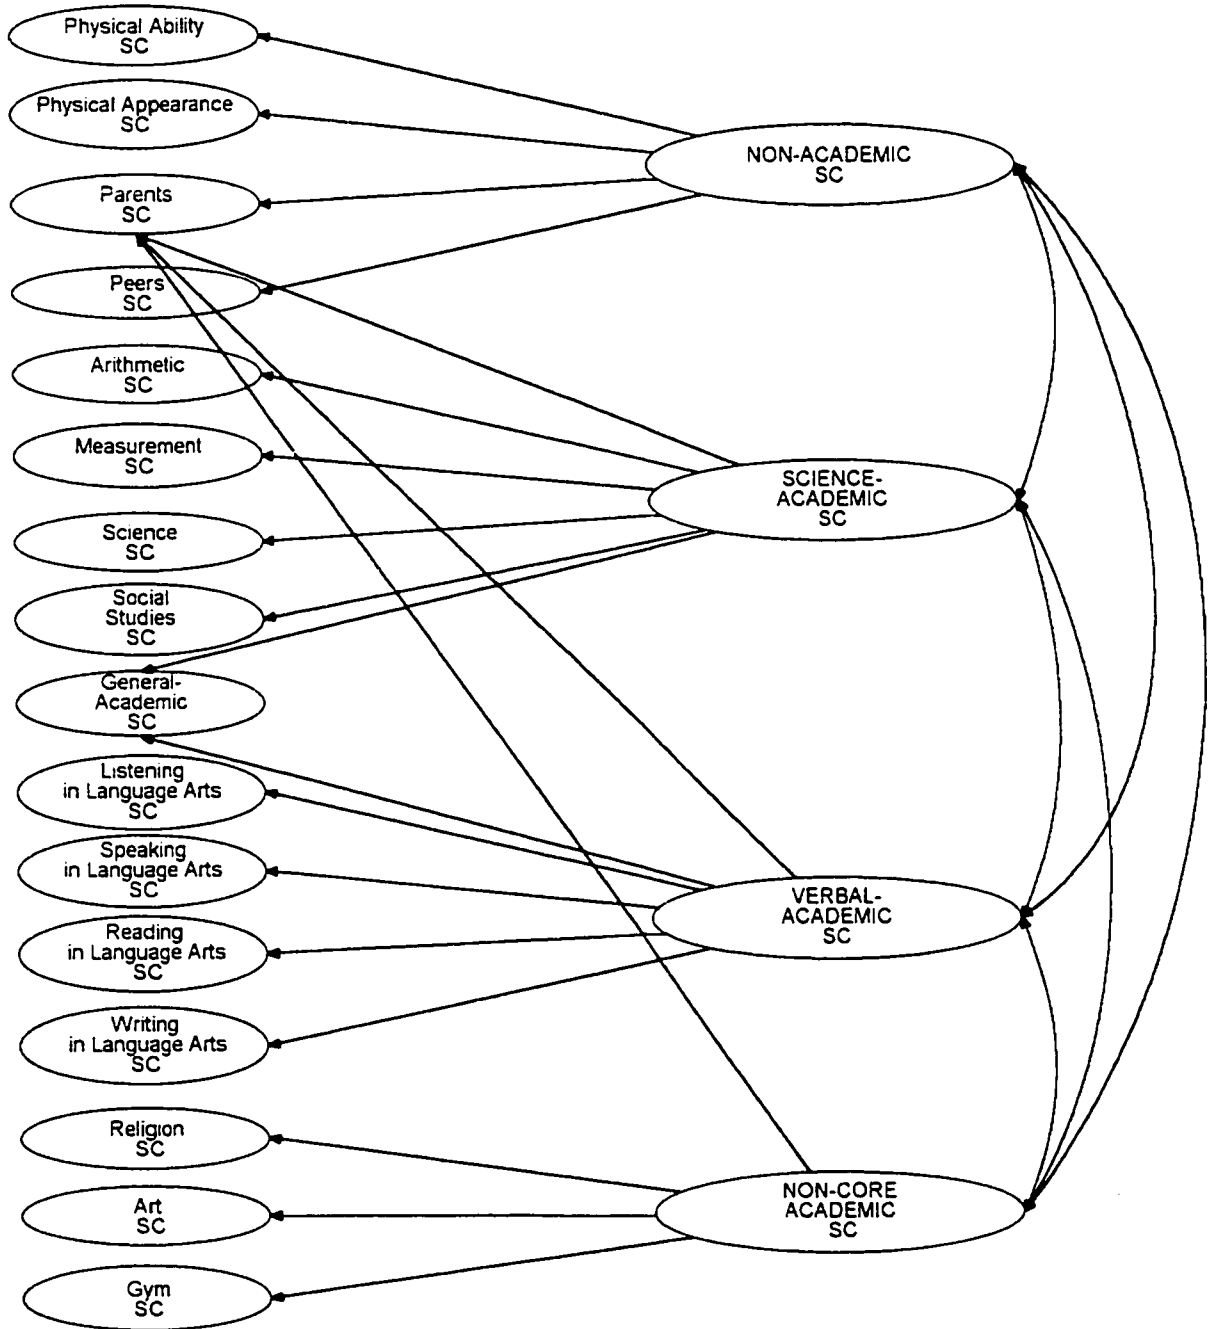 Physical Ability
SC
Physical Appearance
SC
Parents
SC
Peers
SC
Arithmetic
SC
Measurement
SC
Science
SC
Social
Studies
SC
General-
Academic
SC
Listening
in Language Arts
SC
Speaking
in Language Arts
SC
Reading
in Language Arts
SC
Writing
in Language Arts
SC
Religion
SC
Art
SC
Gym
SC
NON-ACADEMIC
SC
SCIENCE-
ACADEMIC
SC
VERBAL-
ACADEMIC
SC
NON-CORE
ACADEMIC
SC